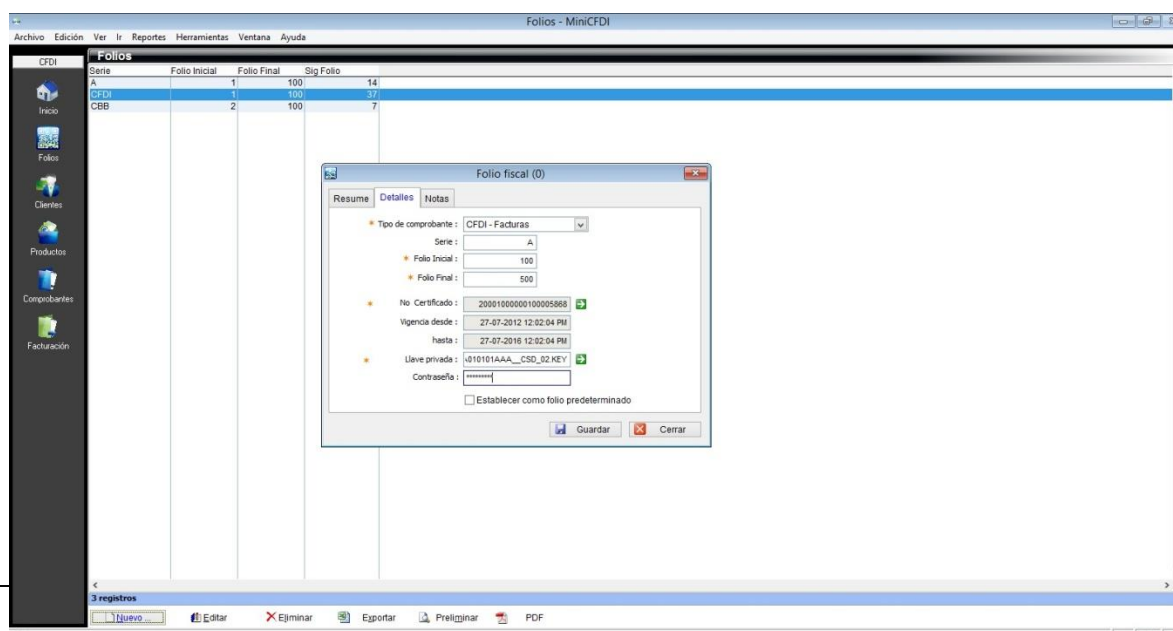 Folios - MiniCFDI
Archivo Edición Ver Ir Reportes Herramientas Ventana Ayuda
CFDI
Inicio
Folios
Clientes
Productos
Comprobantes
Facturación
Folios
Serie Folio Inicial Folio Final Sig Folio
A 1 100 14
CFDI 1 100 37
CBB 2 100 7
Folio fiscal (0)
Resume Detalles Notas
* Tipo de comprobante : CFDI - Facturas
Serie : A
* Folio Inicial : 100
* Folio Final : 500
* No Certificado : 20001000000100005868
Vigencia desde : 27-07-2012 12:02:04 PM
hasta : 27-07-2016 12:02:04 PM
* Llave privada : 010101AAA__CSD_02.KEY
Contraseña : *********
Establecer como folio predeterminado
Guardar Cerrar
3 registros
Nuevo ... Editar Eliminar Exportar Preliminar PDF